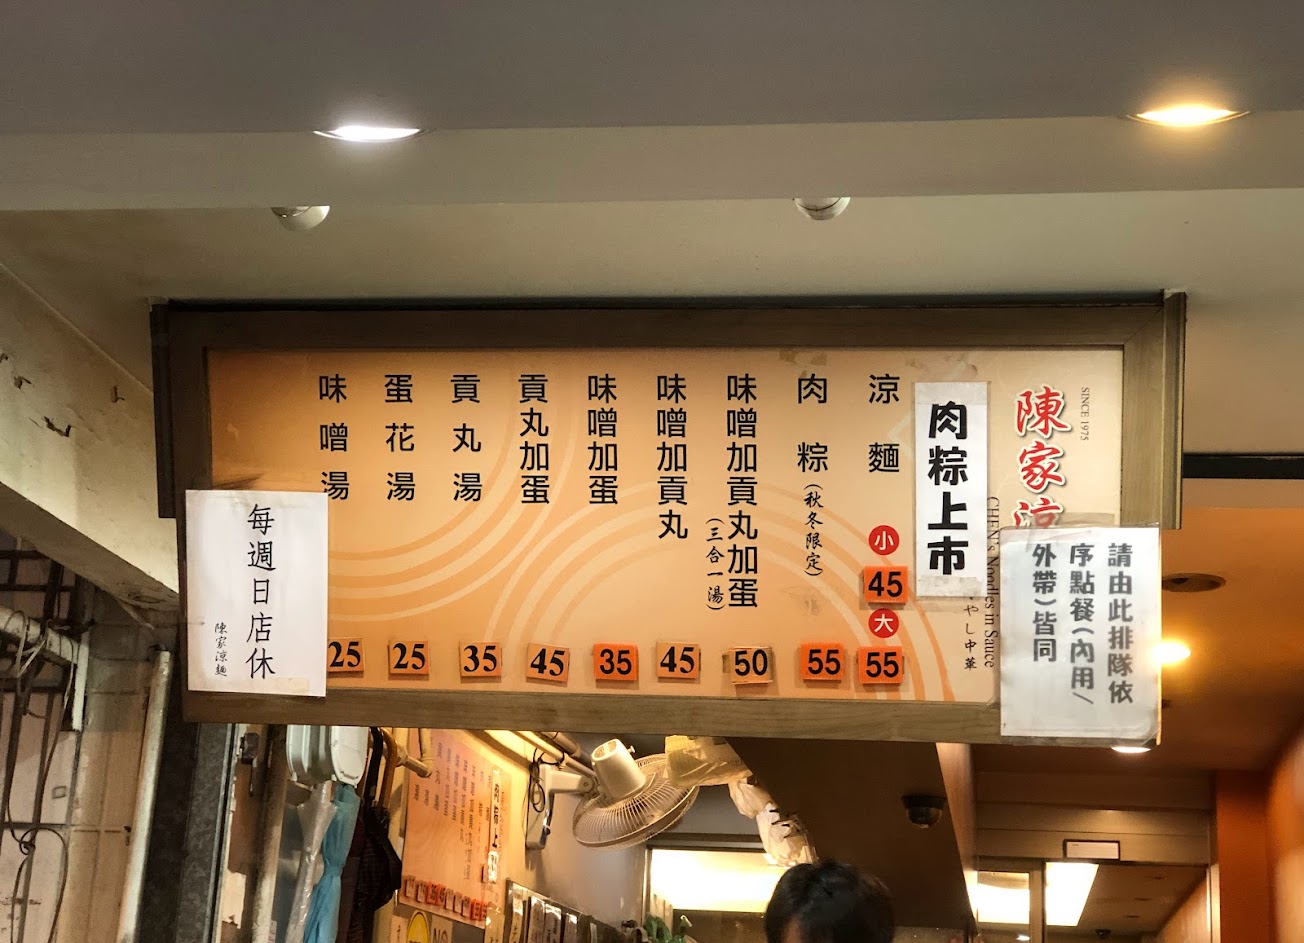 SINCE 1975
陳家涼
CHEN's Noodles in Sauce
やし中華
請由此排隊依
序點餐(內用/
外帶)皆同
肉粽上市
涼麵 小 45 大 55
肉粽(秋冬限定) 55
味噌加貢丸加蛋 (三合一湯) 50
味噌加貢丸 45
味噌蛋 35
貢丸加蛋 45
貢丸湯 35
蛋花湯 25
味噌湯 25
每週日店休
陳家涼麵
肉粽上